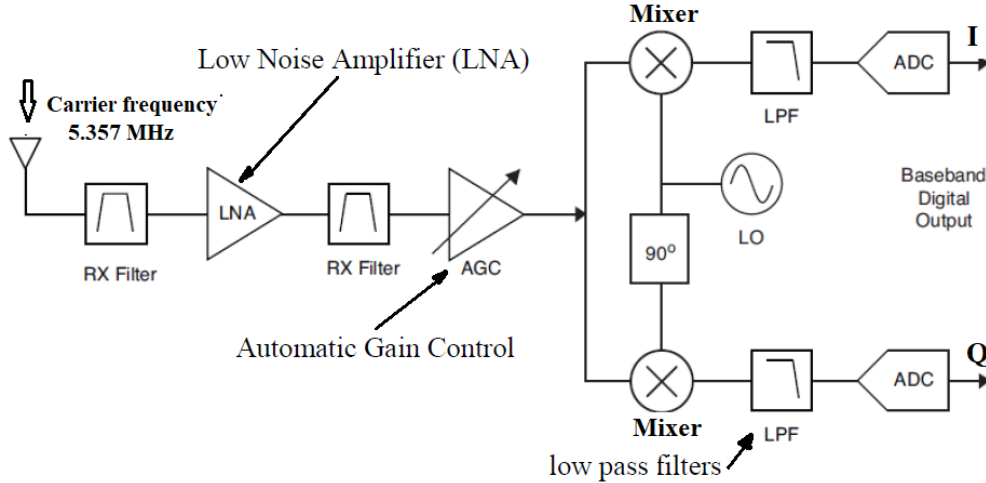 Mixer
I
Low Noise Amplifier (LNA)
ADC
Carrier frequency
5.357 MHz
LPF
LNA
Baseband
Digital
Output
LO
90º
RX Filter
RX Filter
AGC
Automatic Gain Control
Q
ADC
Mixer
LPF
low pass filters